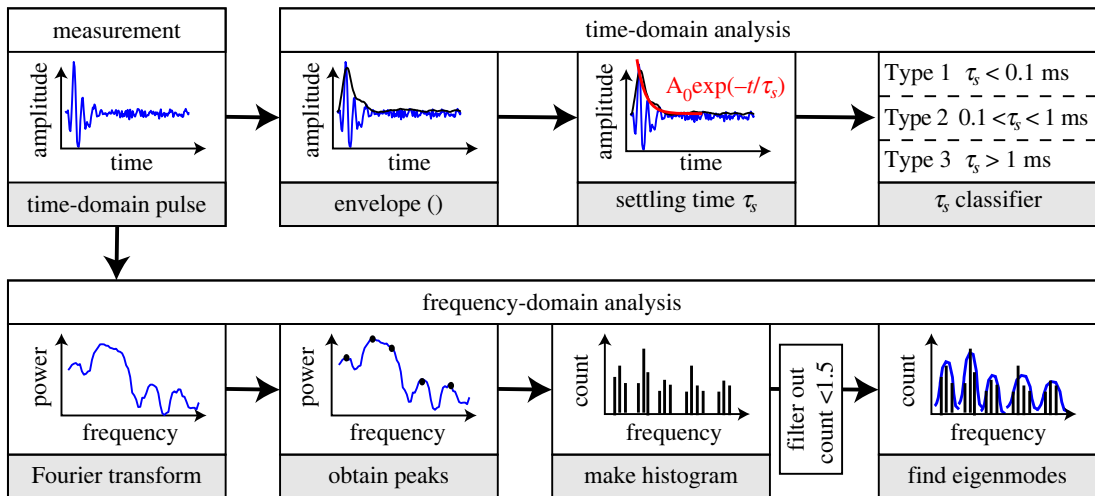 measurement
amplitude
time
time-domain pulse
time-domain analysis
amplitude
time
envelope ()
amplitude
A₀exp(−t/τₛ)
time
settling time τₛ
Type 1 τₛ < 0.1 ms
Type 2 0.1 <τₛ < 1 ms
Type 3 τₛ > 1 ms
τₛ classifier
frequency-domain analysis
power
frequency
Fourier transform
power
frequency
obtain peaks
count
frequency
make histogram
filter out
count <1.5
count
frequency
find eigenmodes